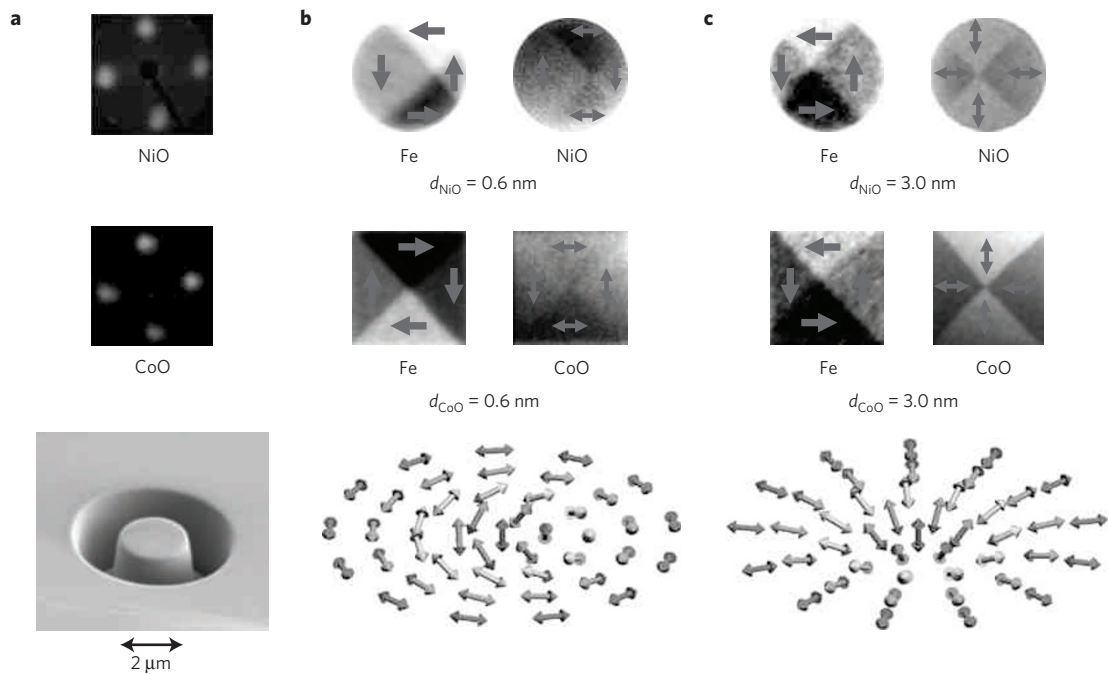 a
NiO
CoO
2 μm
b
Fe
NiO
d_NiO = 0.6 nm
Fe
CoO
d_CoO = 0.6 nm
c
Fe
NiO
d_NiO = 3.0 nm
Fe
CoO
d_CoO = 3.0 nm